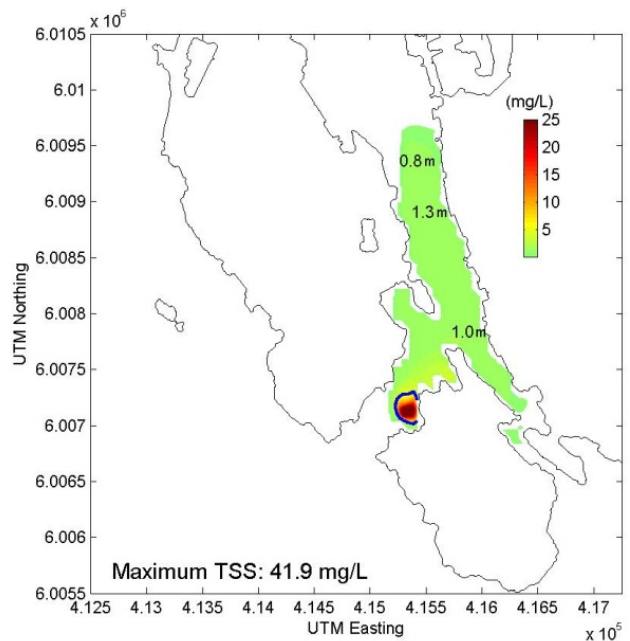 x 10^6
6.0105
6.01
6.0095
6.009
6.0085
6.008
6.0075
6.007
6.0065
6.006
6.0055
UTM Northing
(mg/L)
25
20
15
10
5
0.8 m
1.3 m
1.0 m
Maximum TSS: 41.9 mg/L
4.125 4.13 4.135 4.14 4.145 4.15 4.155 4.16 4.165 4.17
UTM Easting
x 10^5